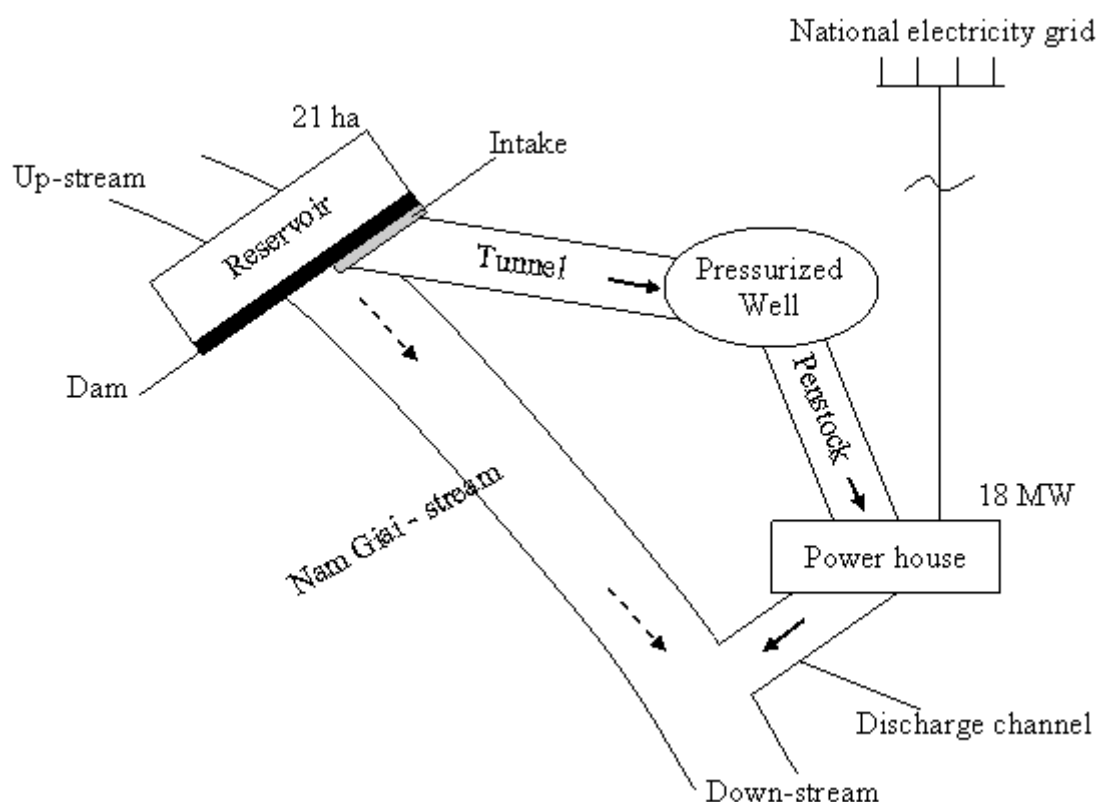 National electricity grid
21 ha
Intake
Up-stream
Reservoir
Tunnel
Pressurized
Well
Dam
Penstock
18 MW
Nam Giai - stream
Power house
Discharge channel
Down-stream